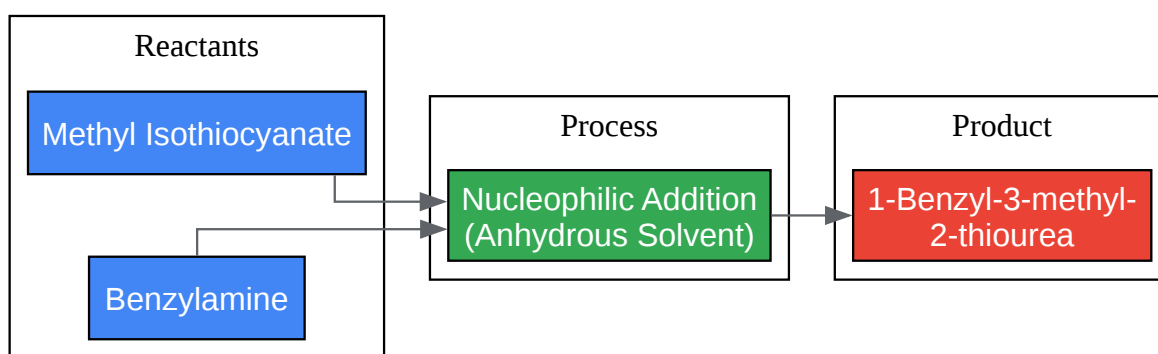 Reactants
Methyl Isothiocyanate
Benzylamine
Process
Nucleophilic Addition
(Anhydrous Solvent)
Product
1-Benzyl-3-methyl-
2-thiourea